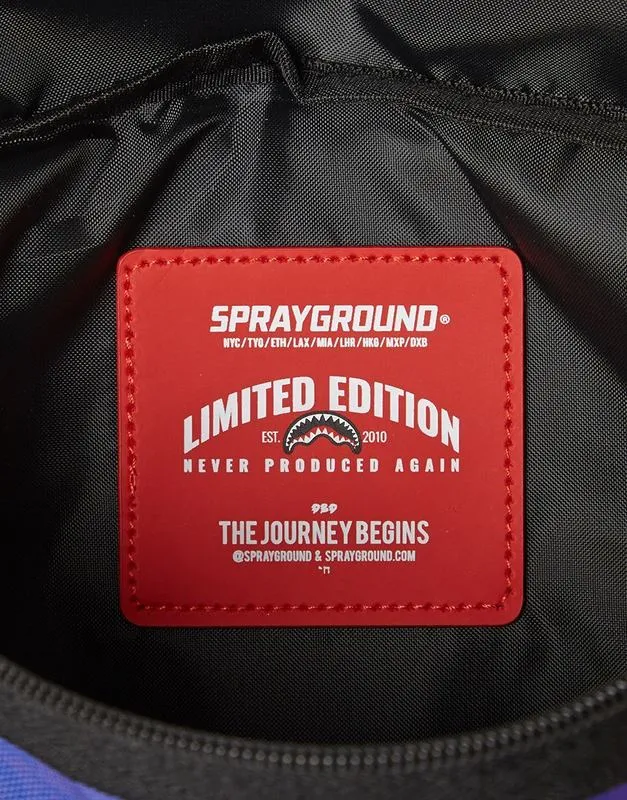 SPRAYGROUND®
NYC/TYO/ETH/LAX/MIA/LHR/HKG/MXP/DXB
LIMITED EDITION
EST. 2010
NEVER PRODUCED AGAIN
THE JOURNEY BEGINS
@SPRAYGROUND & SPRAYGROUND.COM